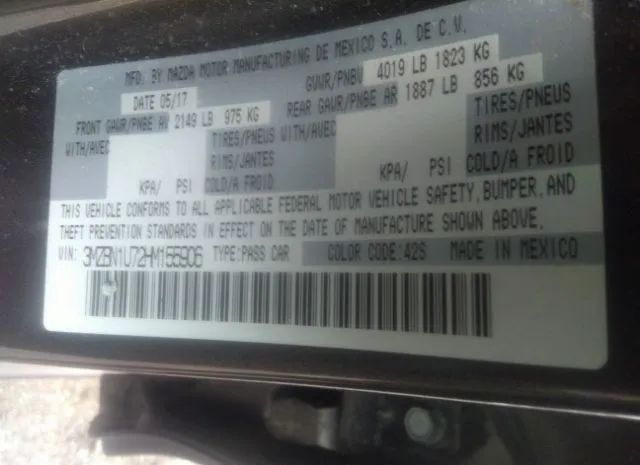 MFD. BY MAZDA MOTOR MANUFACTURING DE MEXICO S.A. DE C.V.
DATE 05/17 GVWR/PNBV 4019 LB 1823 KG
FRONT GAWR/PNBE AV 2149 LB 975 KG REAR GAWR/PNBE AR 1887 LB 856 KG
WITH/AVEC TIRES/PNEUS WITH/AVEC TIRES/PNEUS
RIMS/JANTES RIMS/JANTES
KPA/ PSI COLD/A FROID KPA/ PSI COLD/A FROID
THIS VEHICLE CONFORMS TO ALL APPLICABLE FEDERAL MOTOR VEHICLE SAFETY, BUMPER, AND
THEFT PREVENTION STANDARDS IN EFFECT ON THE DATE OF MANUFACTURE SHOWN ABOVE.
VIN: 3MZBN1U72HM155906 TYPE:PASS CAR COLOR CODE:42S MADE IN MEXICO